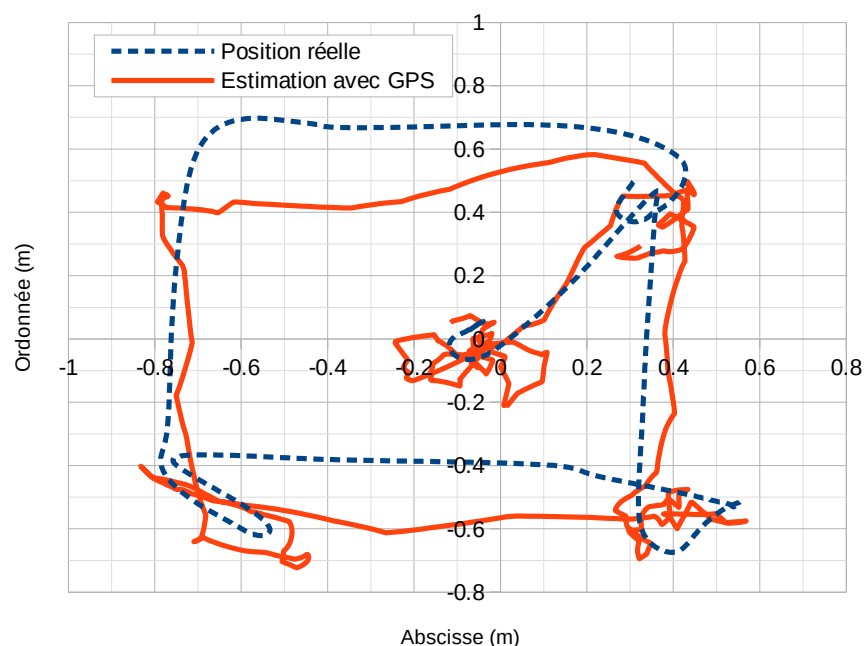 1
Position réelle
Estimation avec GPS
0.8
0.6
0.4
0.2
0
-1 -0.8 -0.6 -0.4 -0.2 0.0 0.2 0.4 0.6 0.8
-0.2
-0.4
-0.6
-0.8
Ordonnée (m)
Abscisse (m)